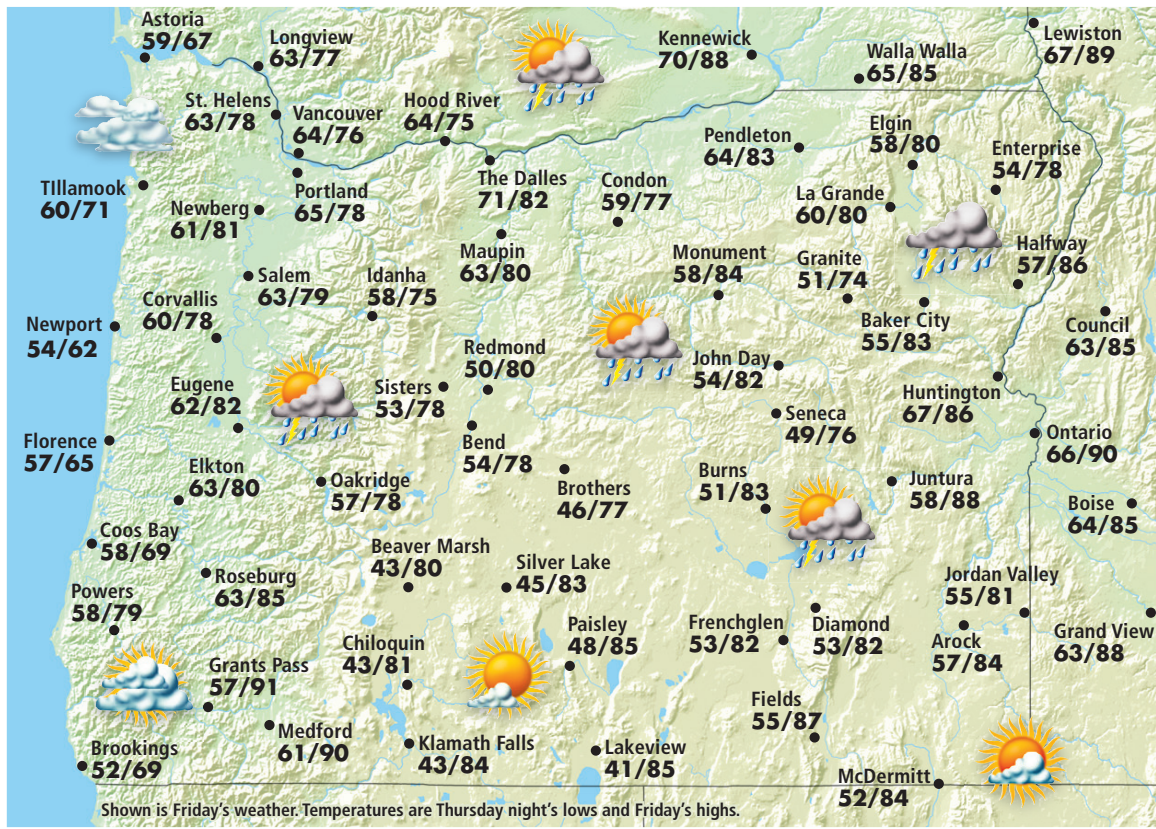 Astoria
59/67
Longview
63/77
Kennewick
70/88
Walla Walla
65/85
Lewiston
67/89
St. Helens
63/78
Vancouver
64/76
Hood River
64/75
Pendleton
64/83
Elgin
58/80
Enterprise
54/78
TIllamook
60/71
Portland
65/78
Newberg
61/81
The Dalles
71/82
Condon
59/77
La Grande
60/80
Maupin
63/80
Monument
58/84
Granite
51/74
Halfway
57/86
Salem
63/79
Idanha
58/75
Corvallis
60/78
Newport
54/62
Baker City
55/83
Council
63/85
Redmond
50/80
John Day
54/82
Eugene
62/82
Sisters
53/78
Huntington
67/86
Seneca
49/76
Florence
57/65
Bend
54/78
Ontario
66/90
Elkton
63/80
Oakridge
57/78
Brothers
46/77
Burns
51/83
Juntura
58/88
Boise
64/85
Coos Bay
58/69
Beaver Marsh
43/80
Silver Lake
45/83
Roseburg
63/85
Jordan Valley
55/81
Powers
58/79
Paisley
48/85
Frenchglen
53/82
Diamond
53/82
Arock
57/84
Grand View
63/88
Chiloquin
43/81
Grants Pass
57/91
Fields
55/87
Medford
61/90
Klamath Falls
43/84
Lakeview
41/85
Brookings
52/69
McDermitt
52/84
Shown is Friday's weather. Temperatures are Thursday night's lows and Friday's highs.